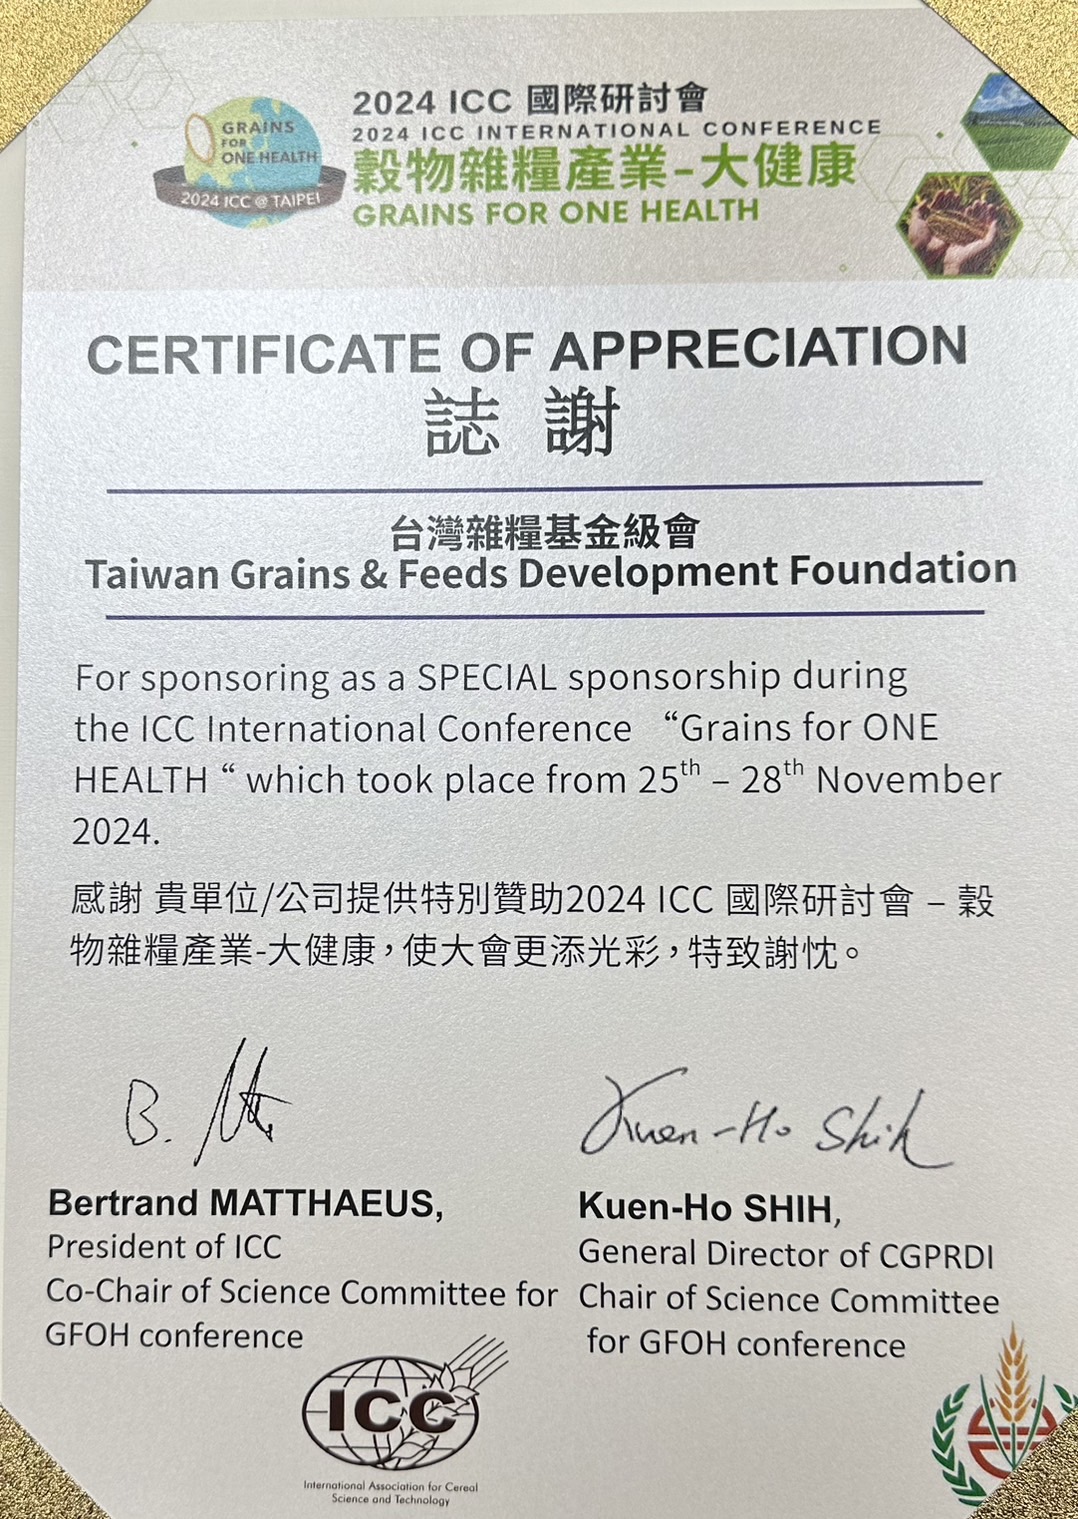 GRAINS
FOR
ONE HEALTH
2024 ICC @ TAIPEI
2024 ICC 國際研討會
2024 ICC INTERNATIONAL CONFERENCE
穀物雜糧產業-大健康
GRAINS FOR ONE HEALTH
CERTIFICATE OF APPRECIATION
誌 謝
台灣雜糧基金級會
Taiwan Grains & Feeds Development Foundation
For sponsoring as a SPECIAL sponsorship during
the ICC International Conference “Grains for ONE
HEALTH “ which took place from 25th – 28th November
2024.
感謝 貴單位/公司提供特別贊助2024 ICC 國際研討會 – 穀
物雜糧產業-大健康，使大會更添光彩，特致謝忱。
B.
Kuen-Ho Shih
Bertrand MATTHAEUS,
President of ICC
Co-Chair of Science Committee for
GFOH conference
Kuen-Ho SHIH,
General Director of CGPRDI
Chair of Science Committee
for GFOH conference
ICC
International Association for Cereal
Science and Technology